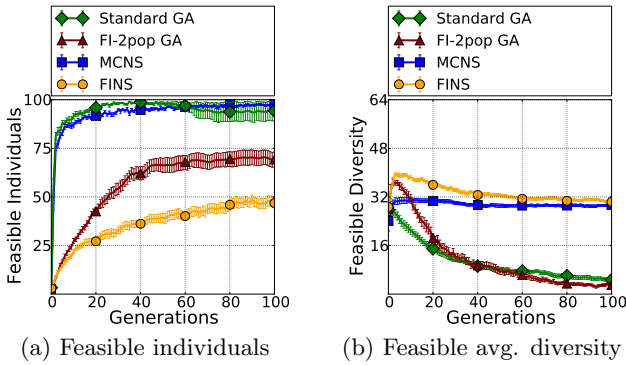 Standard GA
FI-2pop GA
MCNS
FINS
Feasible Individuals
100
75
50
25
0
20
40
60
80
100
Generations
(a) Feasible individuals
Standard GA
FI-2pop GA
MCNS
FINS
Feasible Diversity
64
48
32
16
0
20
40
60
80
100
Generations
(b) Feasible avg. diversity